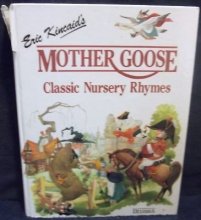 Eric Kincaid's
MOTHER GOOSE
Classic Nursery Rhymes